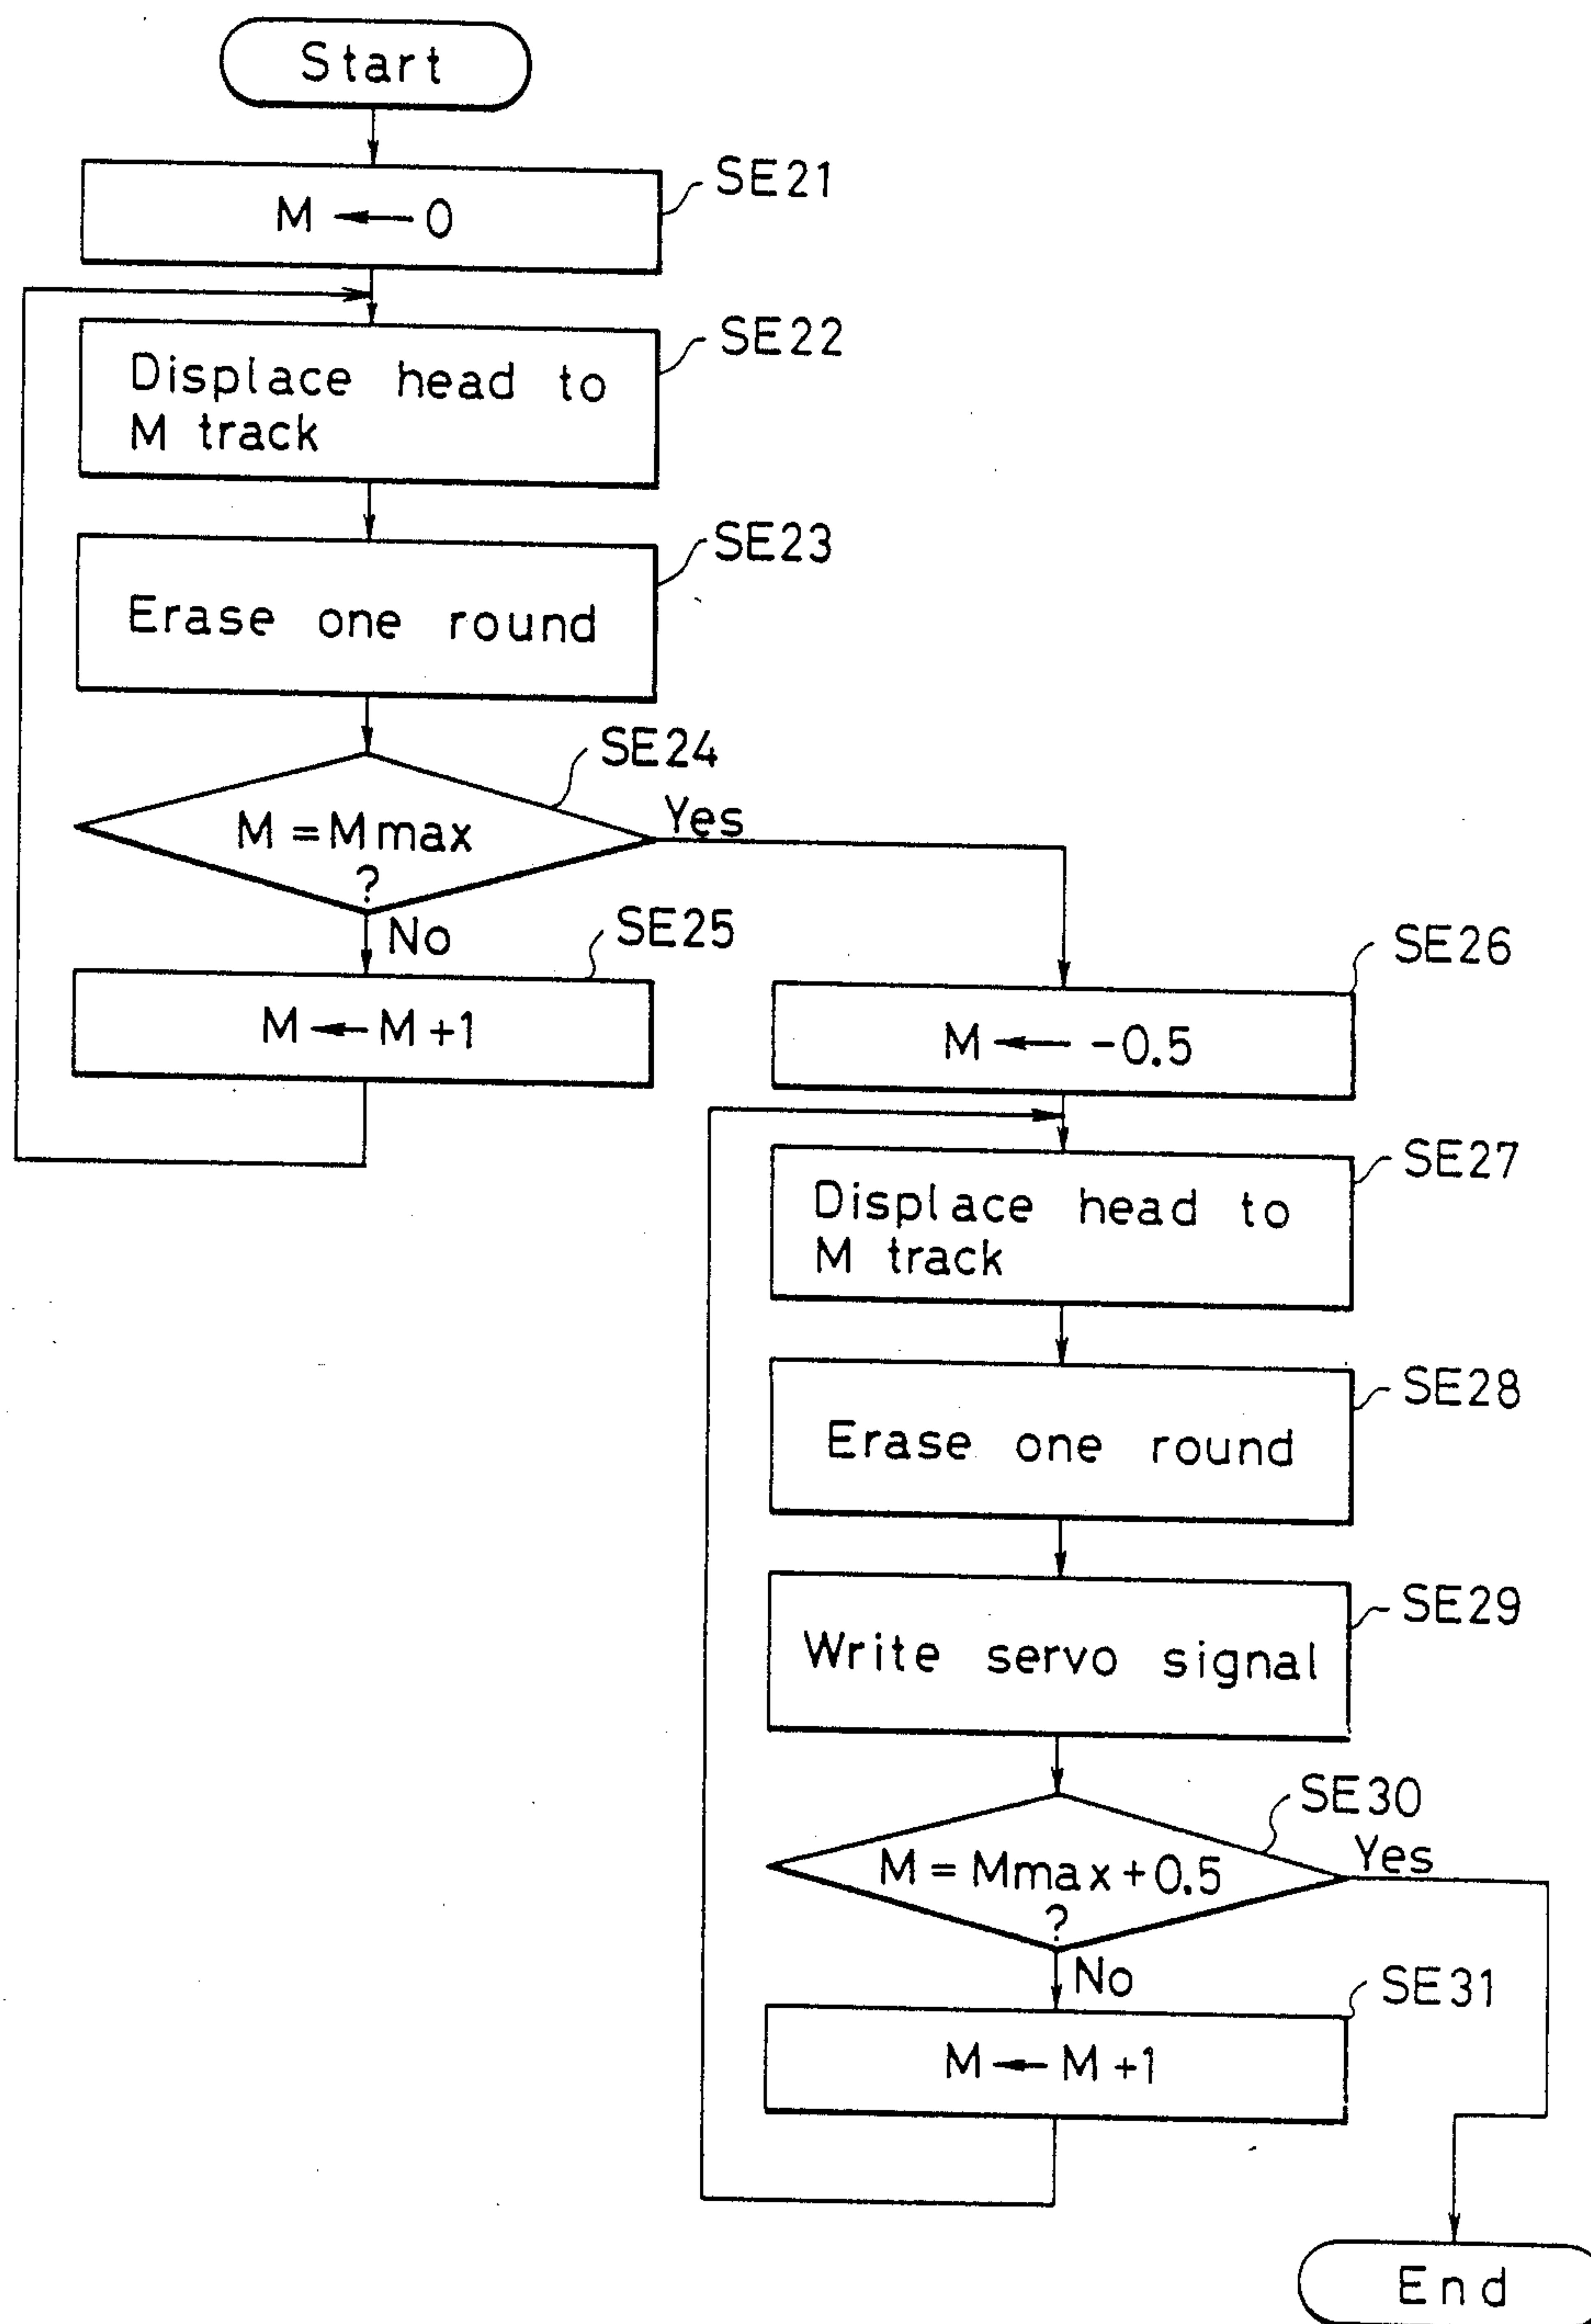 Start
SE21
M ← 0
SE22
Displace head to
M track
SE23
Erase one round
SE24
M = Mmax
?
Yes
No
SE25
M ← M + 1
SE26
M ← -0.5
SE27
Displace head to
M track
SE28
Erase one round
SE29
Write servo signal
SE30
M = Mmax + 0.5
?
Yes
No
SE31
M ← M + 1
End